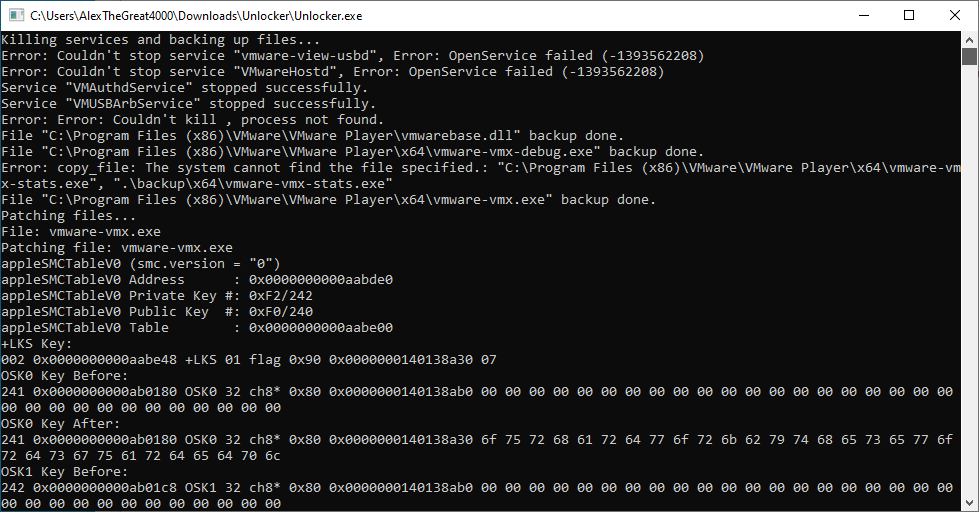 C:\Users\AlexTheGreat4000\Downloads\Unlocker\Unlocker.exe
Killing services and backing up files...
Error: Couldn't stop service "vmware-view-usbd", Error: OpenService failed (-1393562208)
Error: Couldn't stop service "VMwareHostd", Error: OpenService failed (-1393562208)
Service "VMAuthdService" stopped successfully.
Service "VMUSBArbService" stopped successfully.
Error: Error: Couldn't kill , process not found.
File "C:\Program Files (x86)\VMware\VMware Player\vmwarebase.dll" backup done.
File "C:\Program Files (x86)\VMware\VMware Player\x64\vmware-vmx-debug.exe" backup done.
Error: copy_file: The system cannot find the file specified.: "C:\Program Files (x86)\VMware\VMware Player\x64\vmware-vm
x-stats.exe", ".\backup\x64\vmware-vmx-stats.exe"
File "C:\Program Files (x86)\VMware\VMware Player\x64\vmware-vmx.exe" backup done.
Patching files...
File: vmware-vmx.exe
Patching file: vmware-vmx.exe
appleSMCTableV0 (smc.version = "0")
appleSMCTableV0 Address      : 0x0000000000aabde0
appleSMCTableV0 Private Key #: 0xF2/242
appleSMCTableV0 Public Key  #: 0xF0/240
appleSMCTableV0 Table        : 0x0000000000aabe00
+LKS Key:
002 0x0000000000aabe48 +LKS 01 flag 0x90 0x0000000140138a30 07
OSK0 Key Before:
241 0x0000000000ab0180 OSK0 32 ch8* 0x80 0x0000000140138ab0 00 00 00 00 00 00 00 00 00 00 00 00 00 00 00 00 00 00 00 00
00 00 00 00 00 00 00 00 00 00 00 00
OSK0 Key After:
241 0x0000000000ab0180 OSK0 32 ch8* 0x80 0x0000000140138a30 6f 75 72 68 61 72 64 77 6f 72 6b 62 79 74 68 65 73 65 77 6f
72 64 73 67 75 61 72 64 65 64 70 6c
OSK1 Key Before:
242 0x0000000000ab01c8 OSK1 32 ch8* 0x80 0x0000000140138ab0 00 00 00 00 00 00 00 00 00 00 00 00 00 00 00 00 00 00 00 00
00 00 00 00 00 00 00 00 00 00 00 00